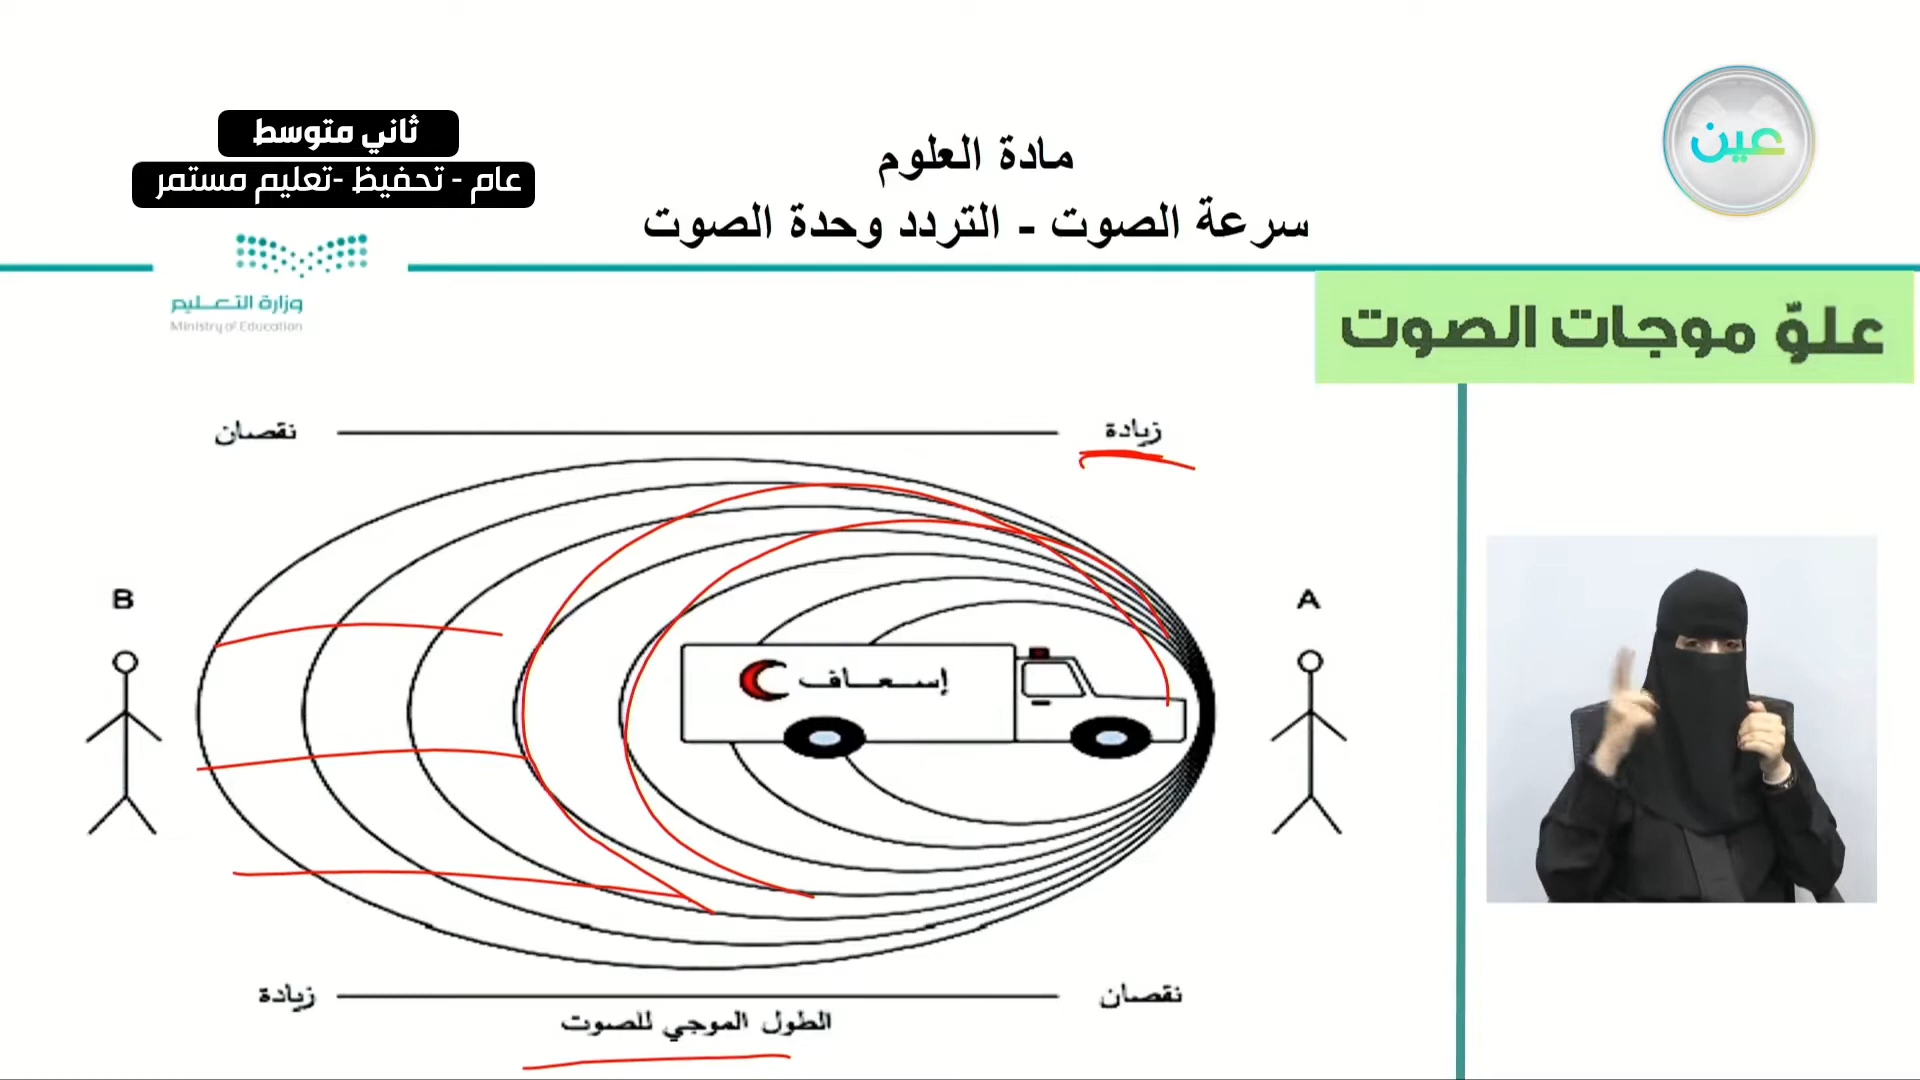 ثاني متوسط
عام - تحفيظ -تعليم مستمر
مادة العلوم
سرعة الصوت - التردد وحدة الصوت
عين
وزارة التعليم
Ministry of Education
علوّ موجات الصوت
زيادة
نقصان
B
A
إسعاف
نقصان
زيادة
الطول الموجي للصوت